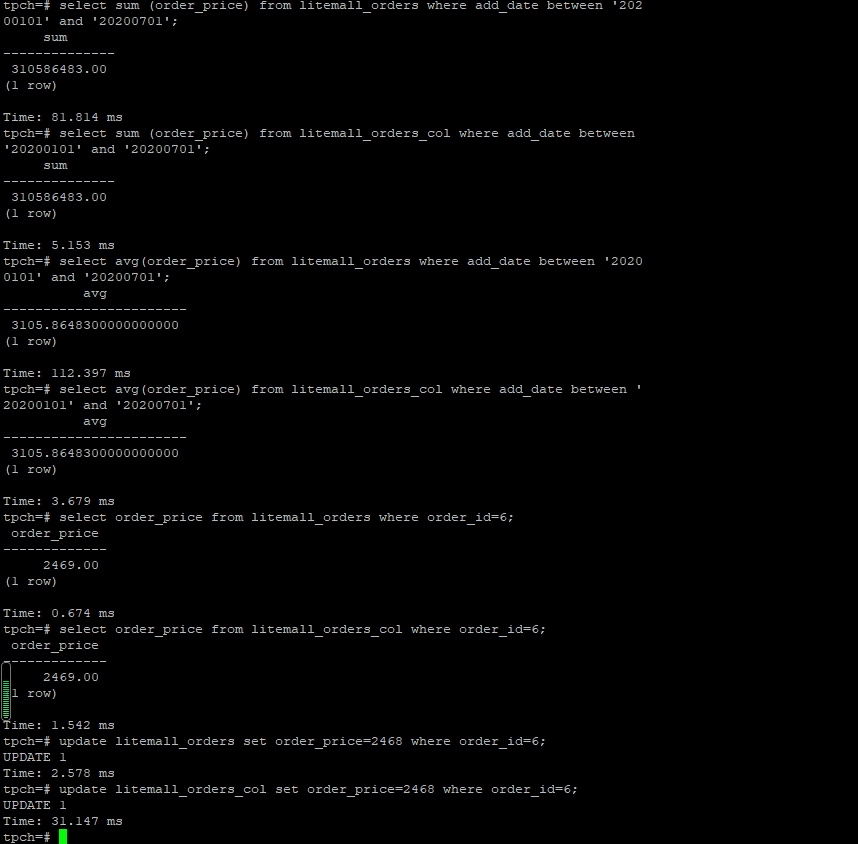 tpch=# select sum (order_price) from litemall_orders where add_date between '202
00101' and '20200701';
     sum
--------------
 310586483.00
(1 row)

Time: 81.814 ms
tpch=# select sum (order_price) from litemall_orders_col where add_date between
'20200101' and '20200701';
     sum
--------------
 310586483.00
(1 row)

Time: 5.153 ms
tpch=# select avg(order_price) from litemall_orders where add_date between '2020
0101' and '20200701';
          avg
-----------------------
 3105.8648300000000000
(1 row)

Time: 112.397 ms
tpch=# select avg(order_price) from litemall_orders_col where add_date between '
20200101' and '20200701';
          avg
-----------------------
 3105.8648300000000000
(1 row)

Time: 3.679 ms
tpch=# select order_price from litemall_orders where order_id=6;
 order_price
-------------
     2469.00
(1 row)

Time: 0.674 ms
tpch=# select order_price from litemall_orders_col where order_id=6;
 order_price
-------------
     2469.00
1 row)

Time: 1.542 ms
tpch=# update litemall_orders set order_price=2468 where order_id=6;
UPDATE 1
Time: 2.578 ms
tpch=# update litemall_orders_col set order_price=2468 where order_id=6;
UPDATE 1
Time: 31.147 ms
tpch=#